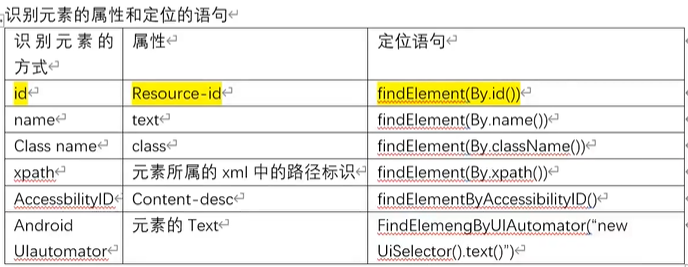 识别元素的属性和定位的语句
识别元素的方式 属性 定位语句
id Resource-id findElement(By.id())
name text findElement(By.name())
Class name class findElement(By.className())
xpath 元素所属的 xml 中的路径标识 findElement(By.xpath())
AccessbilityID Content-desc findElementByAccessibilityID()
Android 元素的 Text FindElemengByUIAutomator(“new
UIautomator UiSelector().text()”)